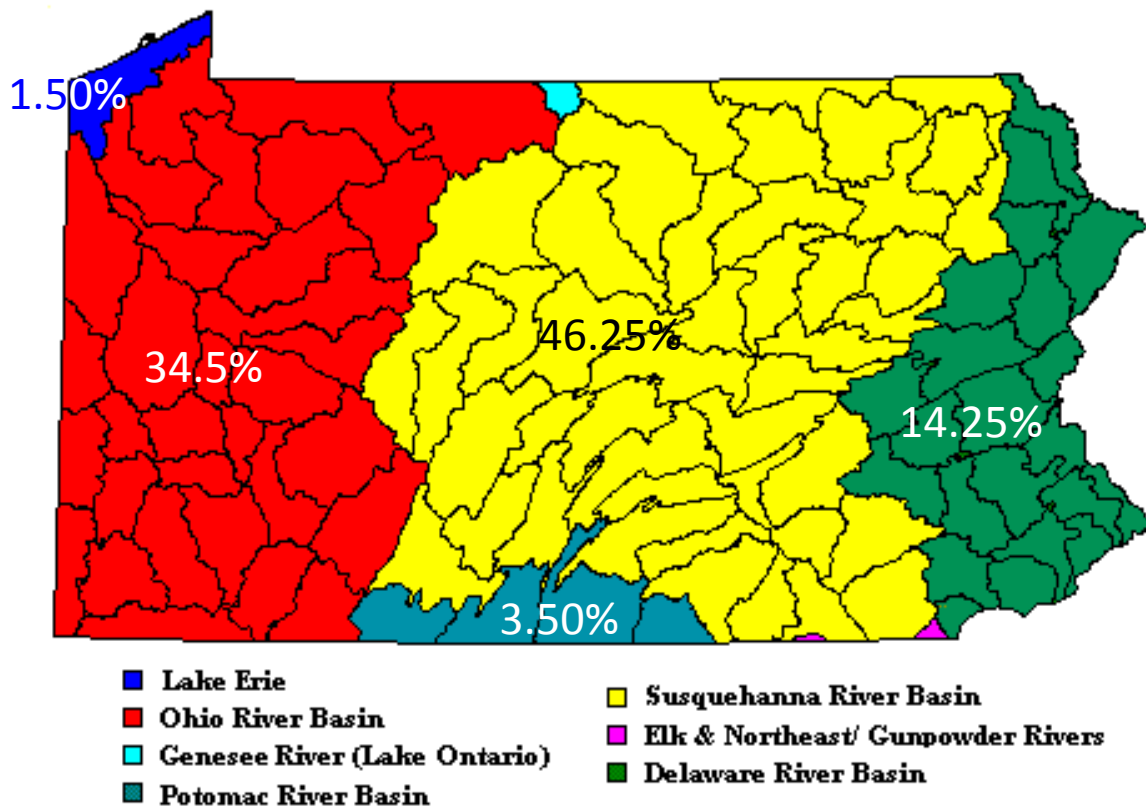 1.50%
46.25%
34.5%
14.25%
3.50%
Lake Erie
Ohio River Basin
Genesee River (Lake Ontario)
Potomac River Basin
Susquehanna River Basin
Elk & Northeast/ Gunpowder Rivers
Delaware River Basin